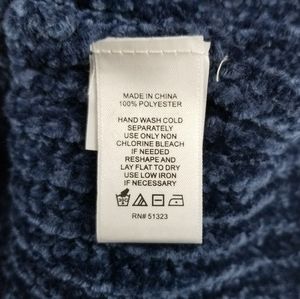 MADE IN CHINA
100% POLYESTER
HAND WASH COLD
SEPARATELY
USE ONLY NON
CHLORINE BLEACH
IF NEEDED
RESHAPE AND
LAY FLAT TO DRY
USE LOW IRON
IF NECESSARY
RN# 51323